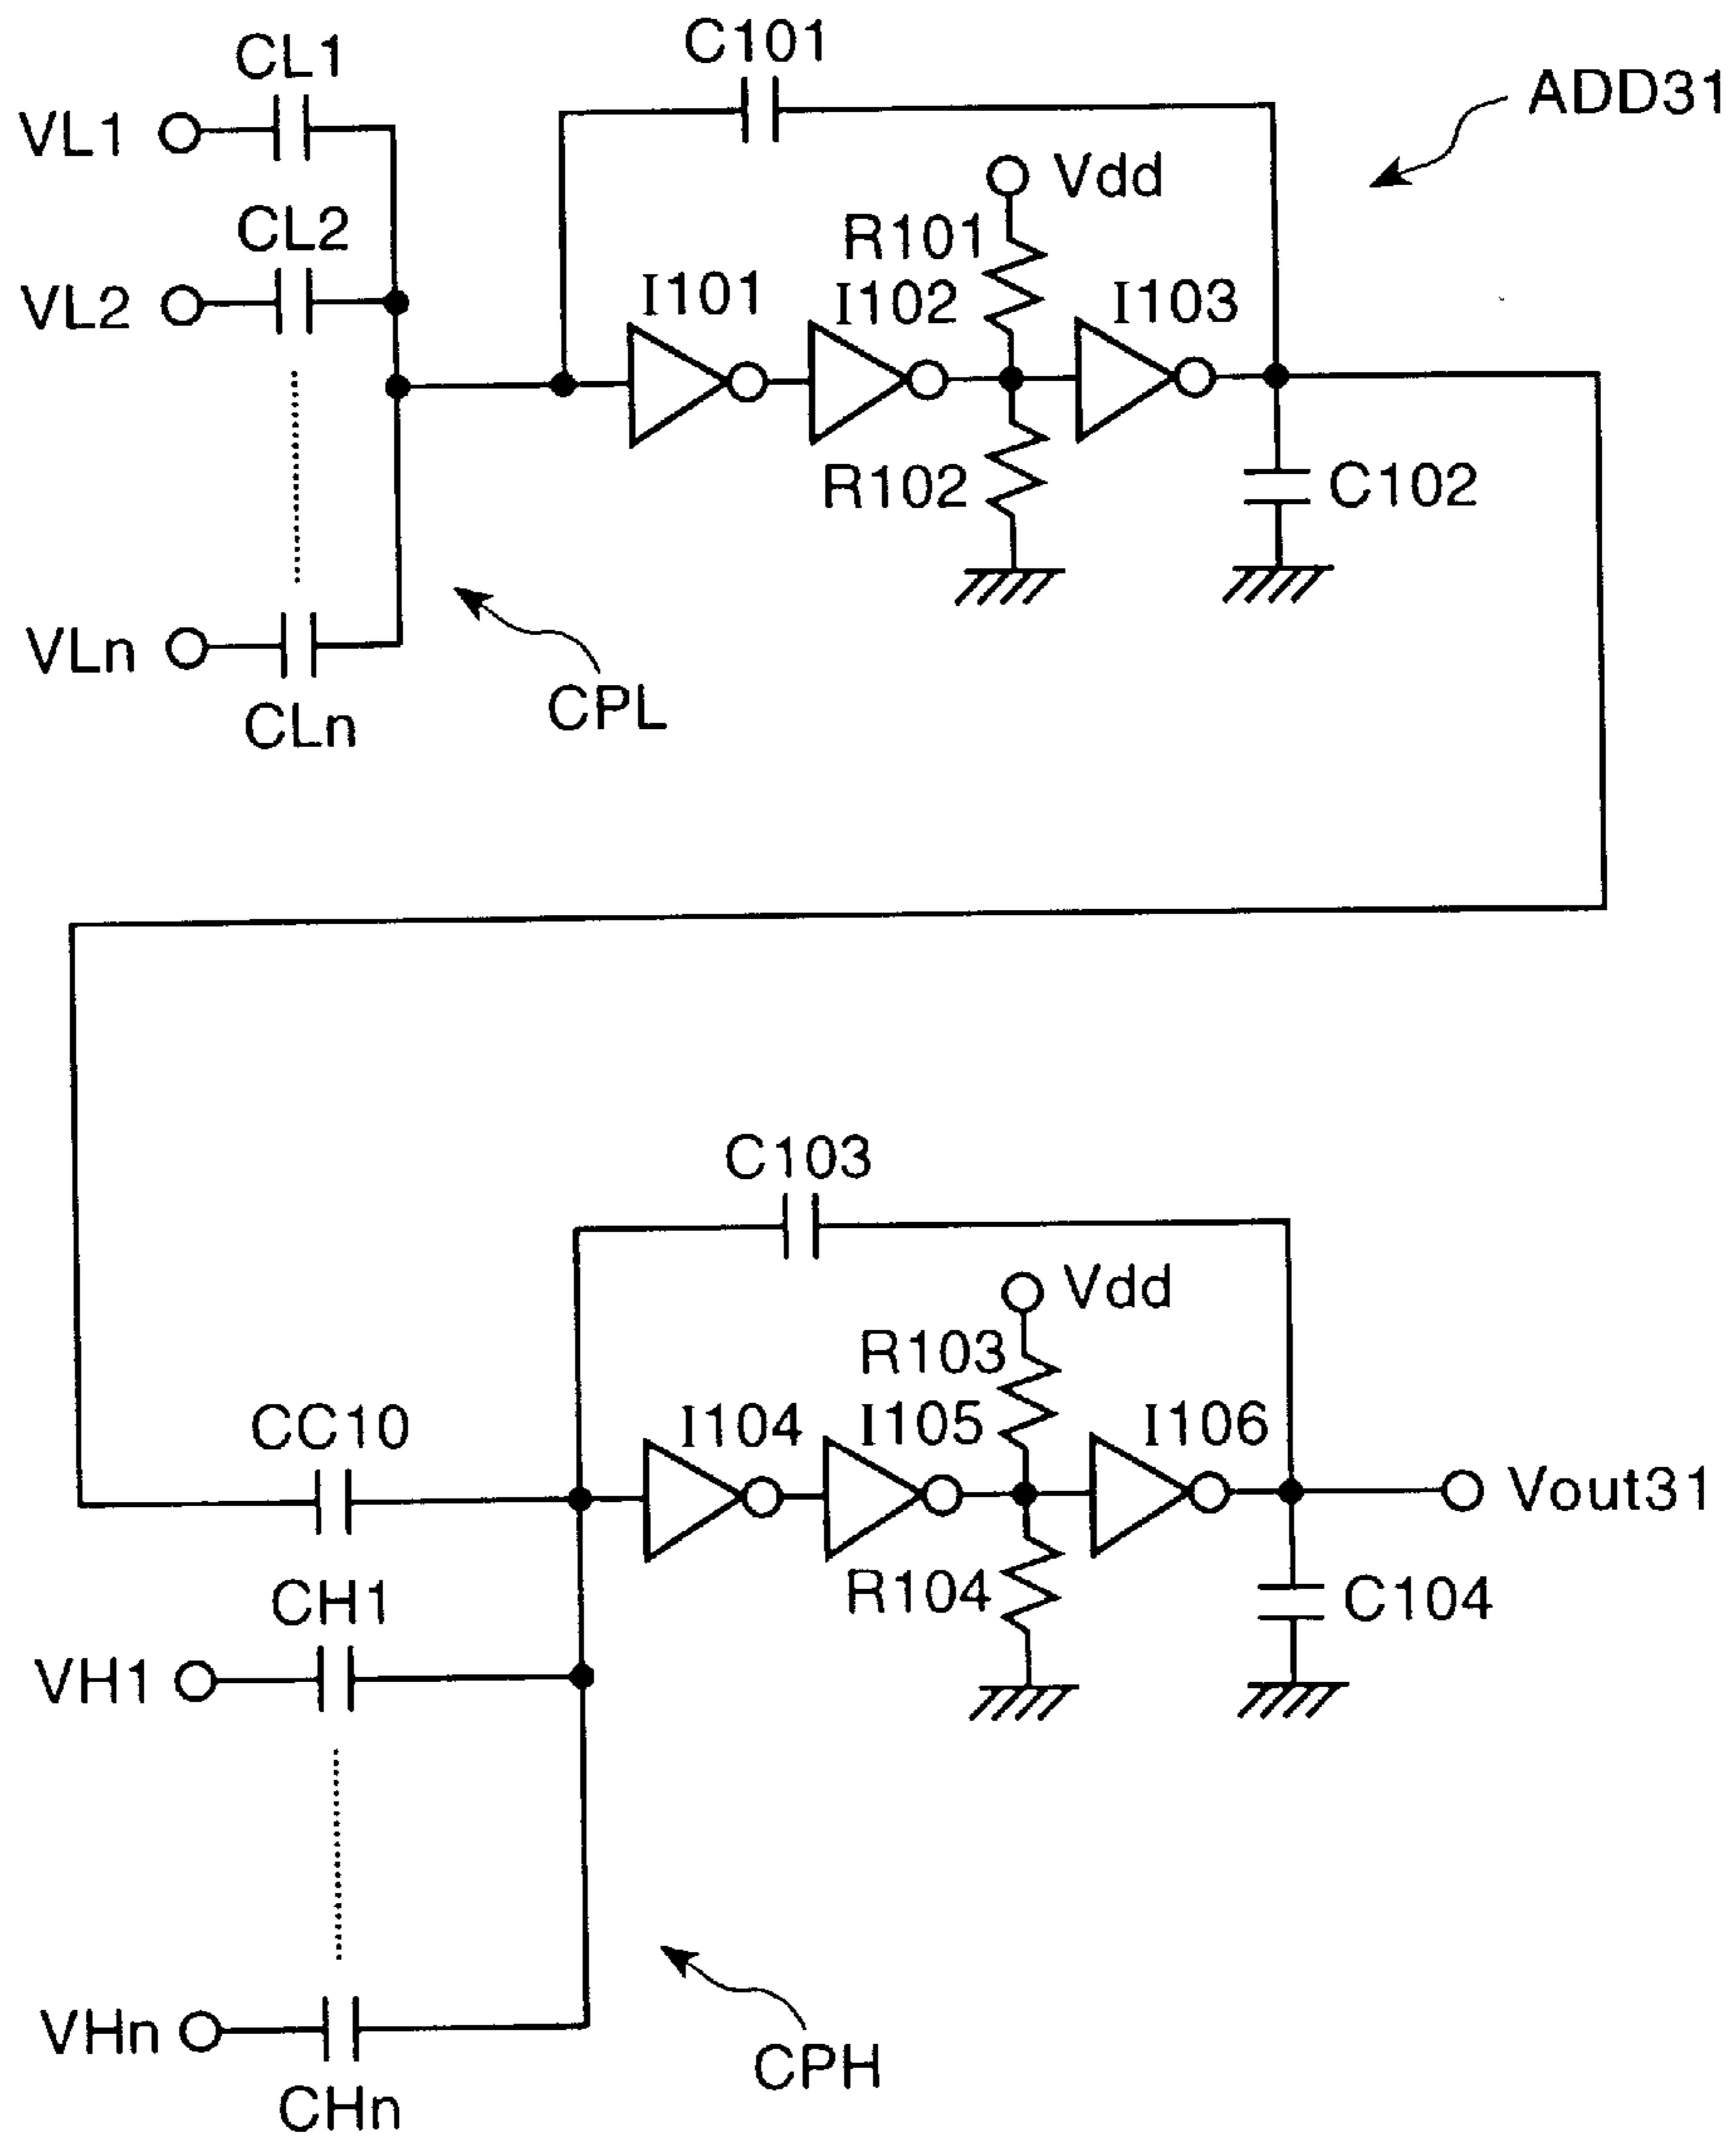 C101
CL1
ADD31
VL1
Vdd
CL2
R101
I101
I102
I103
VL2
R102
C102
VLn
CPL
CLn
C103
Vdd
R103
CC10
I104
I105
I106
Vout31
R104
C104
CH1
VH1
VHn
CPH
CHn